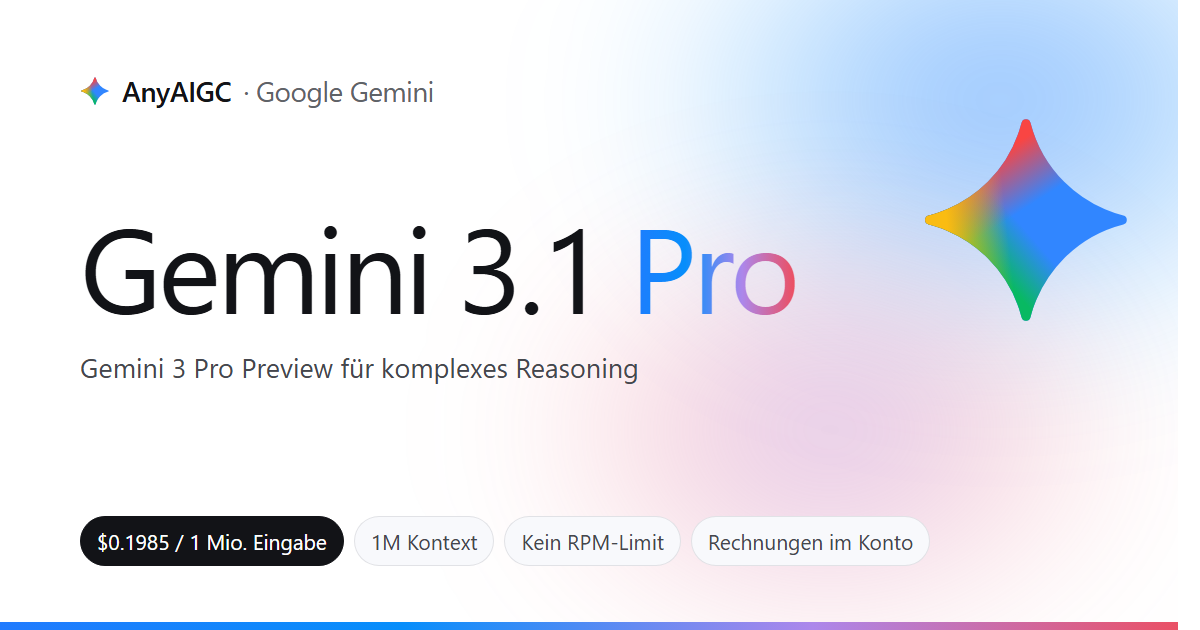 AnyAIGC · Google Gemini
Gemini 3.1 Pro
Gemini 3 Pro Preview für komplexes Reasoning
$0.1985 / 1 Mio. Eingabe
1M Kontext
Kein RPM-Limit
Rechnungen im Konto